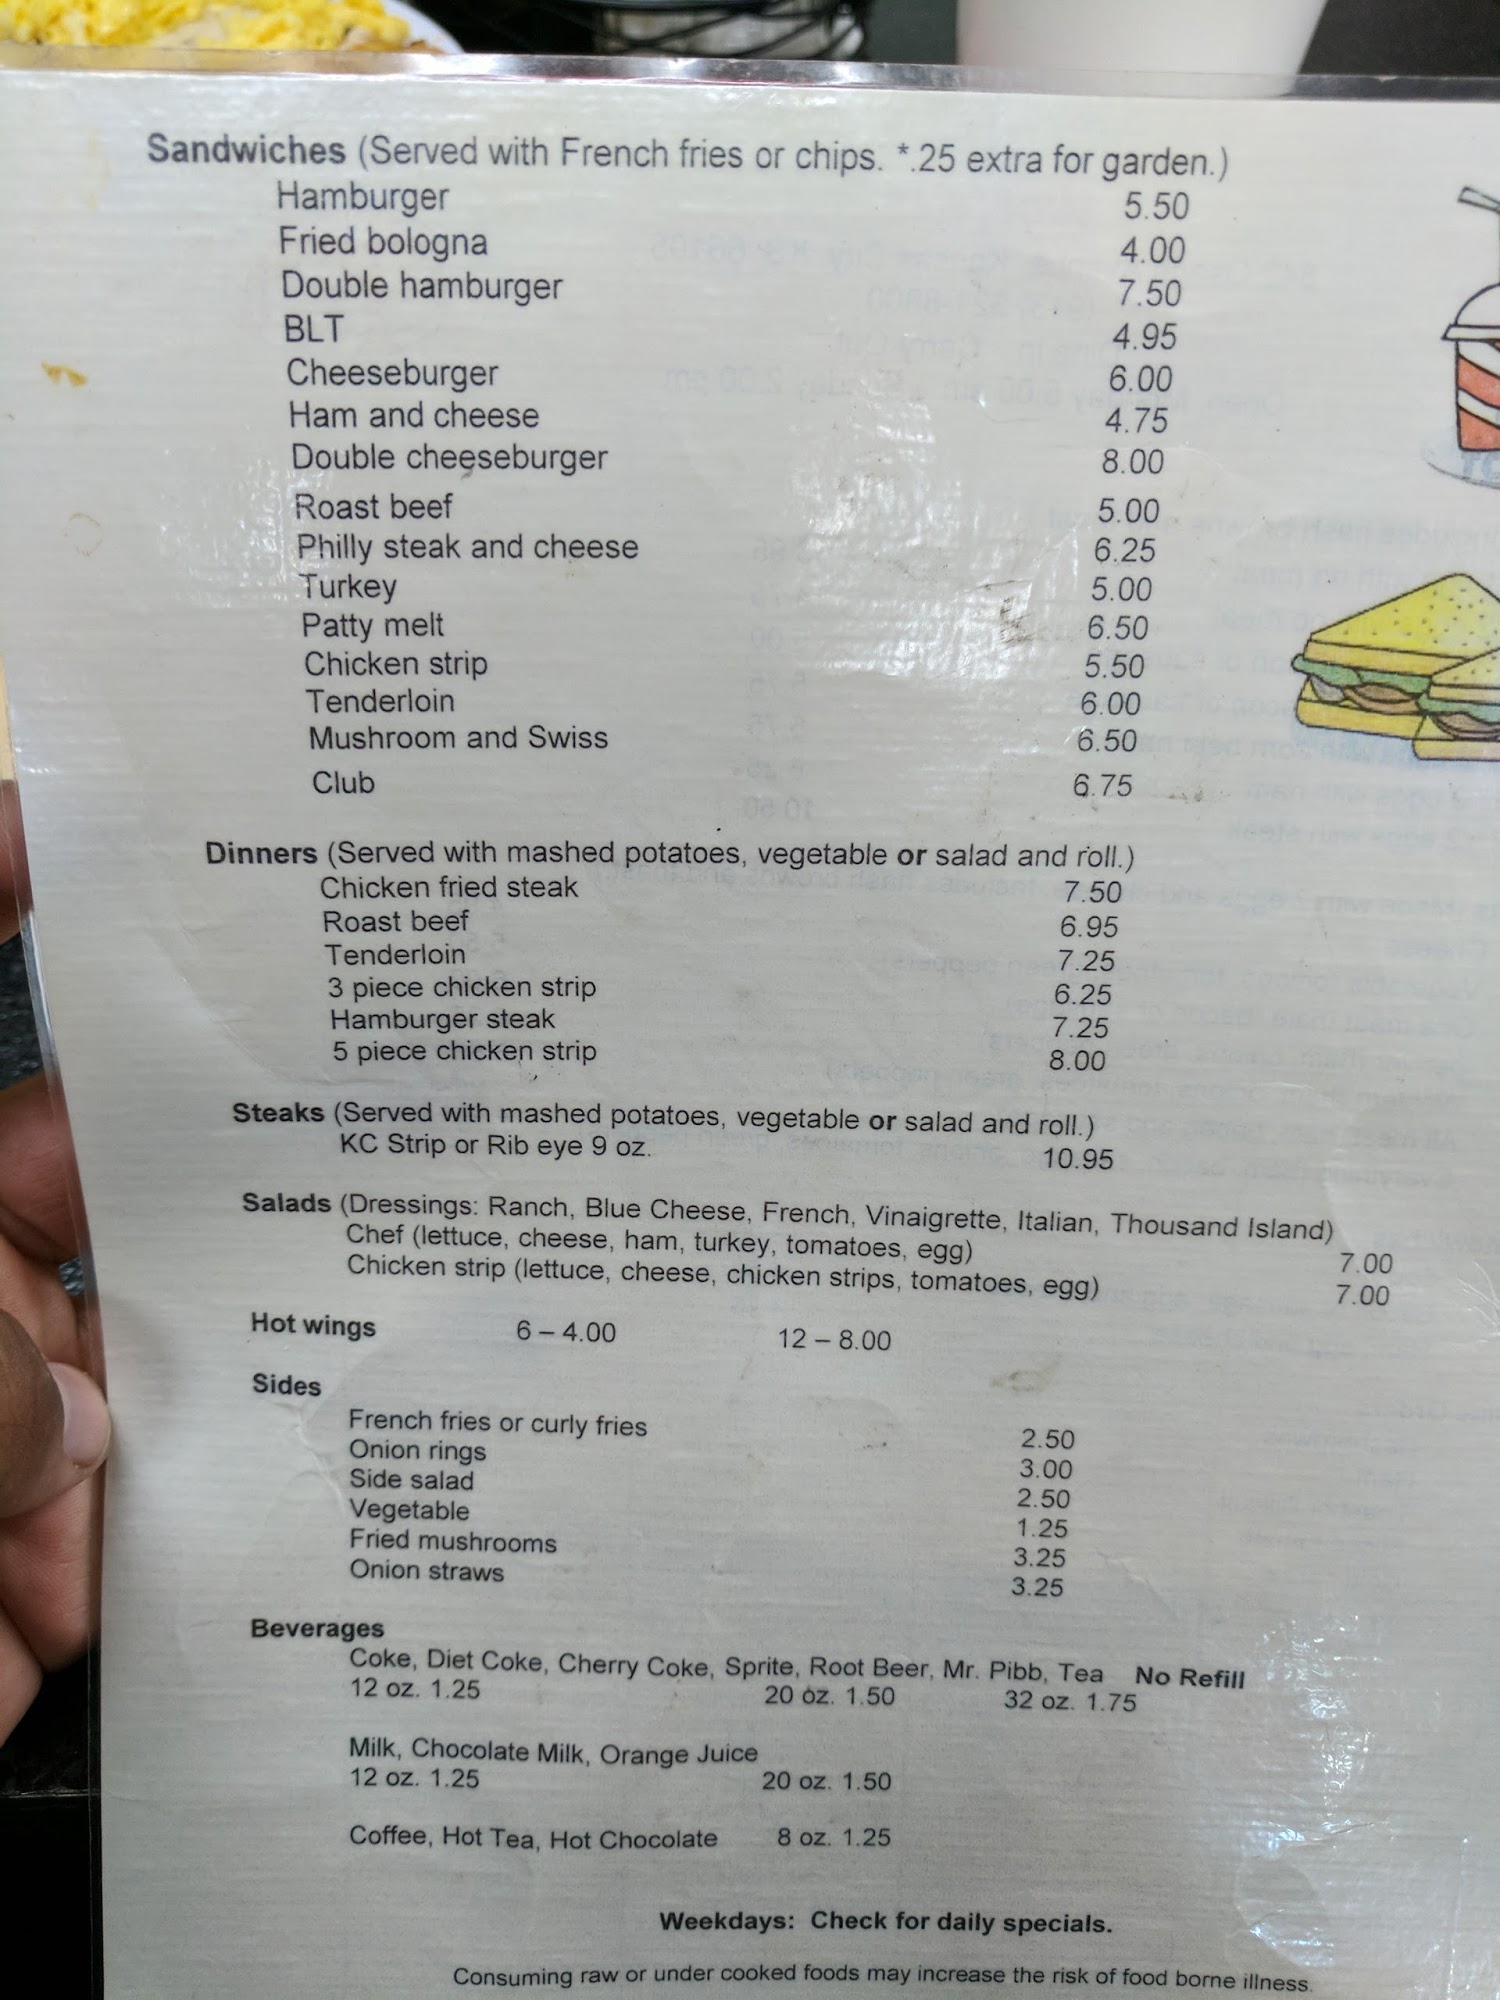 Sandwiches (Served with French fries or chips. *.25 extra for garden.)
Hamburger 5.50
Fried bologna 4.00
Double hamburger 7.50
BLT 4.95
Cheeseburger 6.00
Ham and cheese 4.75
Double cheeseburger 8.00
Roast beef 5.00
Philly steak and cheese 6.25
Turkey 5.00
Patty melt 6.50
Chicken strip 5.50
Tenderloin 6.00
Mushroom and Swiss 6.50
Club 6.75
Dinners (Served with mashed potatoes, vegetable or salad and roll.)
Chicken fried steak 7.50
Roast beef 6.95
Tenderloin 7.25
3 piece chicken strip 6.25
Hamburger steak 7.25
5 piece chicken strip 8.00
Steaks (Served with mashed potatoes, vegetable or salad and roll.)
KC Strip or Rib eye 9 oz. 10.95
Salads (Dressings: Ranch, Blue Cheese, French, Vinaigrette, Italian, Thousand Island)
Chef (lettuce, cheese, ham, turkey, tomatoes, egg) 7.00
Chicken strip (lettuce, cheese, chicken strips, tomatoes, egg) 7.00
Hot wings 6 – 4.00 12 – 8.00
Sides
French fries or curly fries 2.50
Onion rings 3.00
Side salad 2.50
Vegetable 1.25
Fried mushrooms 3.25
Onion straws 3.25
Beverages
Coke, Diet Coke, Cherry Coke, Sprite, Root Beer, Mr. Pibb, Tea No Refill
12 oz. 1.25 20 oz. 1.50 32 oz. 1.75
Milk, Chocolate Milk, Orange Juice
12 oz. 1.25 20 oz. 1.50
Coffee, Hot Tea, Hot Chocolate 8 oz. 1.25
Weekdays: Check for daily specials.
Consuming raw or under cooked foods may increase the risk of food borne illness.